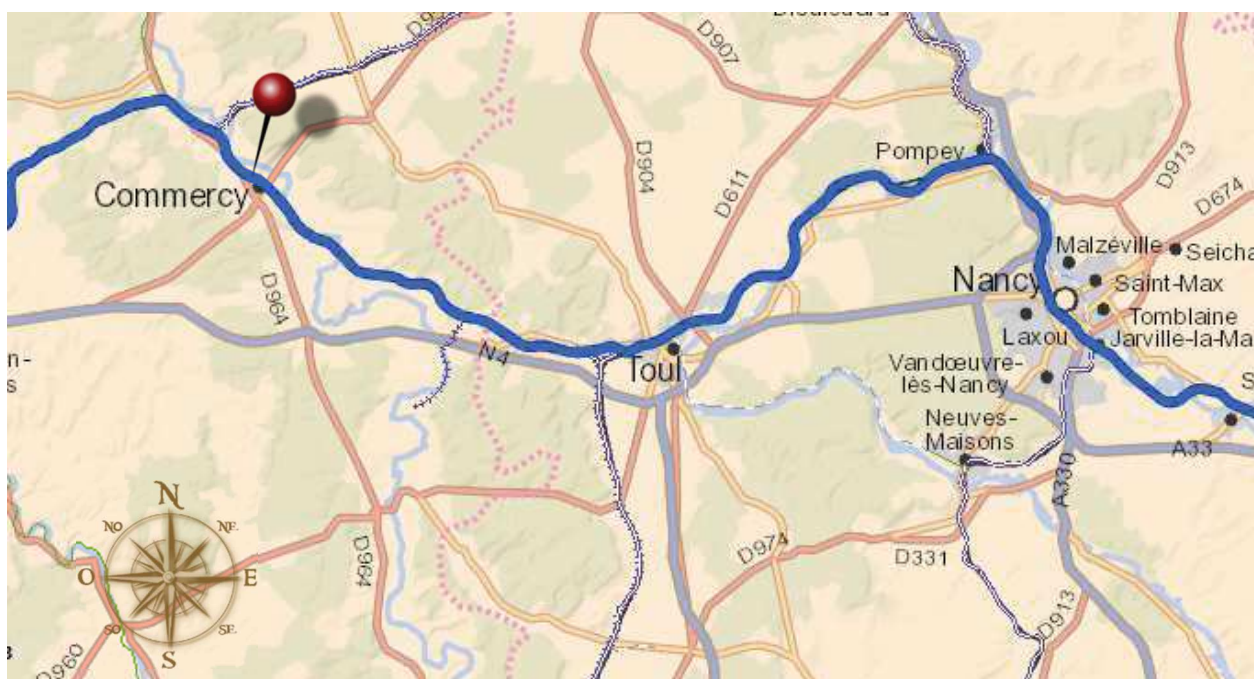 D907
D913
Pompey
D904
D611
D674
Commercy
Malzéville
Seicha
Nancy
Saint-Max
D964
Tomblaine
Laxou
Jarville-la-Ma
N4
Toul
n-
s
Vandœuvre-
lès-Nancy
S
Neuves-
Maisons
A33
A330
N
NO
NE
O
E
SO
SE
S
D964
D974
D331
D913
D960